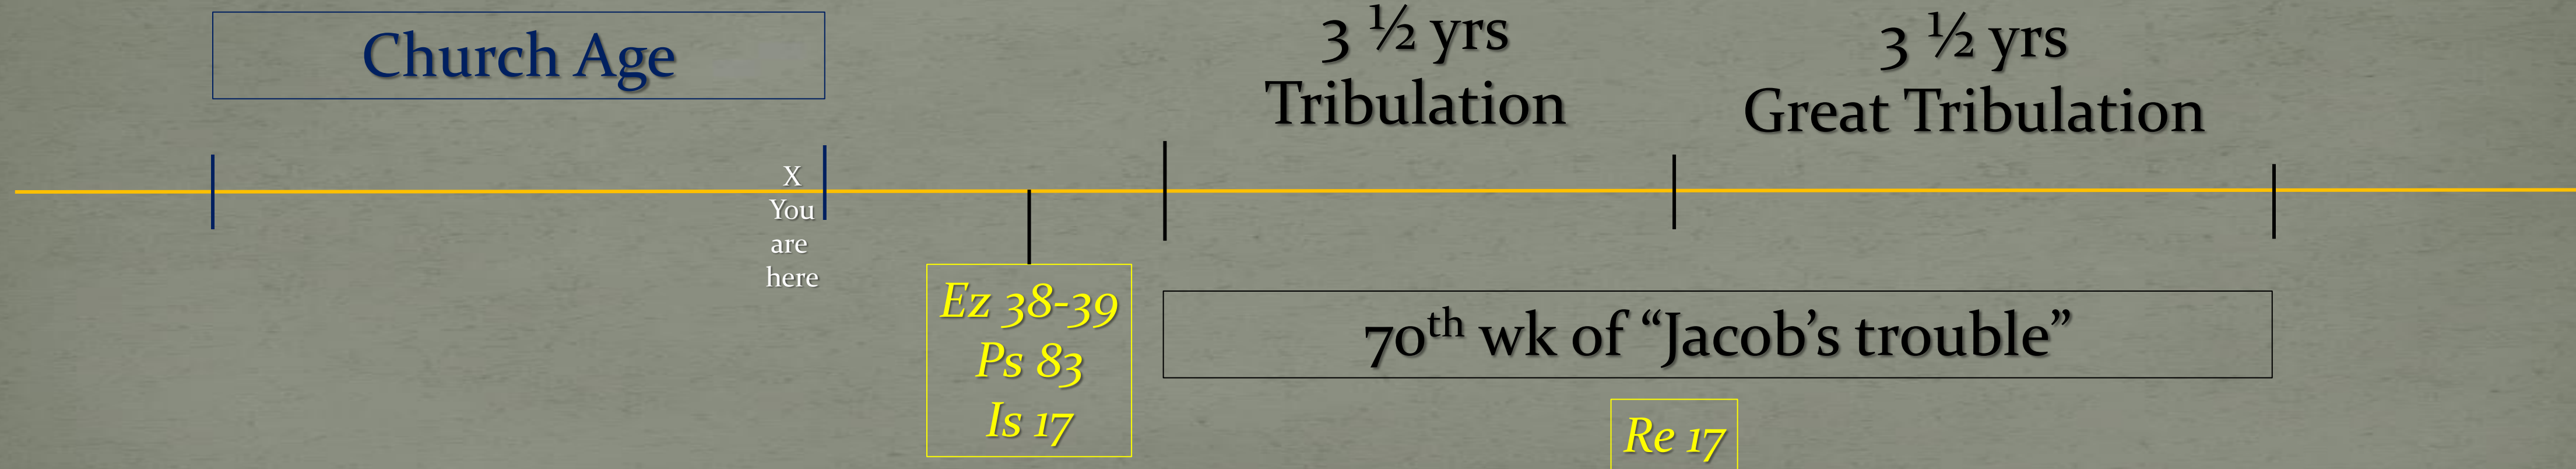 Church Age
3 ½ yrs
Tribulation
3 ½ yrs
Great Tribulation
X
You
are
here
Ez 38-39
Ps 83
Is 17
70th wk of “Jacob’s trouble”
Re 17